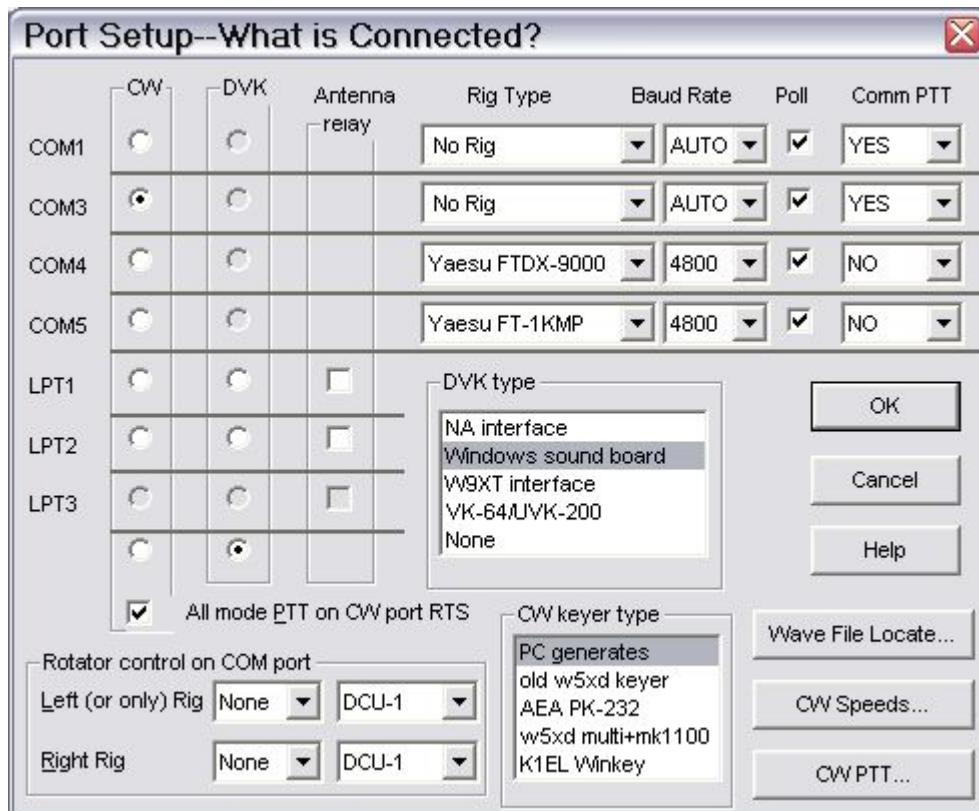 Port Setup--What is Connected?
CW DVK Antenna relay Rig Type Baud Rate Poll Comm PTT
COM1 No Rig AUTO YES
COM3 No Rig AUTO YES
COM4 Yaesu FTDX-9000 4800 NO
COM5 Yaesu FT-1KMP 4800 NO
LPT1
LPT2
LPT3
DVK type
NA interface
Windows sound board
W9XT interface
VK-64/UVK-200
None
OK
Cancel
Help
All mode PTT on CW port RTS
Rotator control on COM port
Left (or only) Rig None DCU-1
Right Rig None DCU-1
CW keyer type
PC generates
old w5xd keyer
AEA PK-232
w5xd multi+mk1100
K1EL Winkey
Wave File Locate...
CW Speeds...
CW PTT...